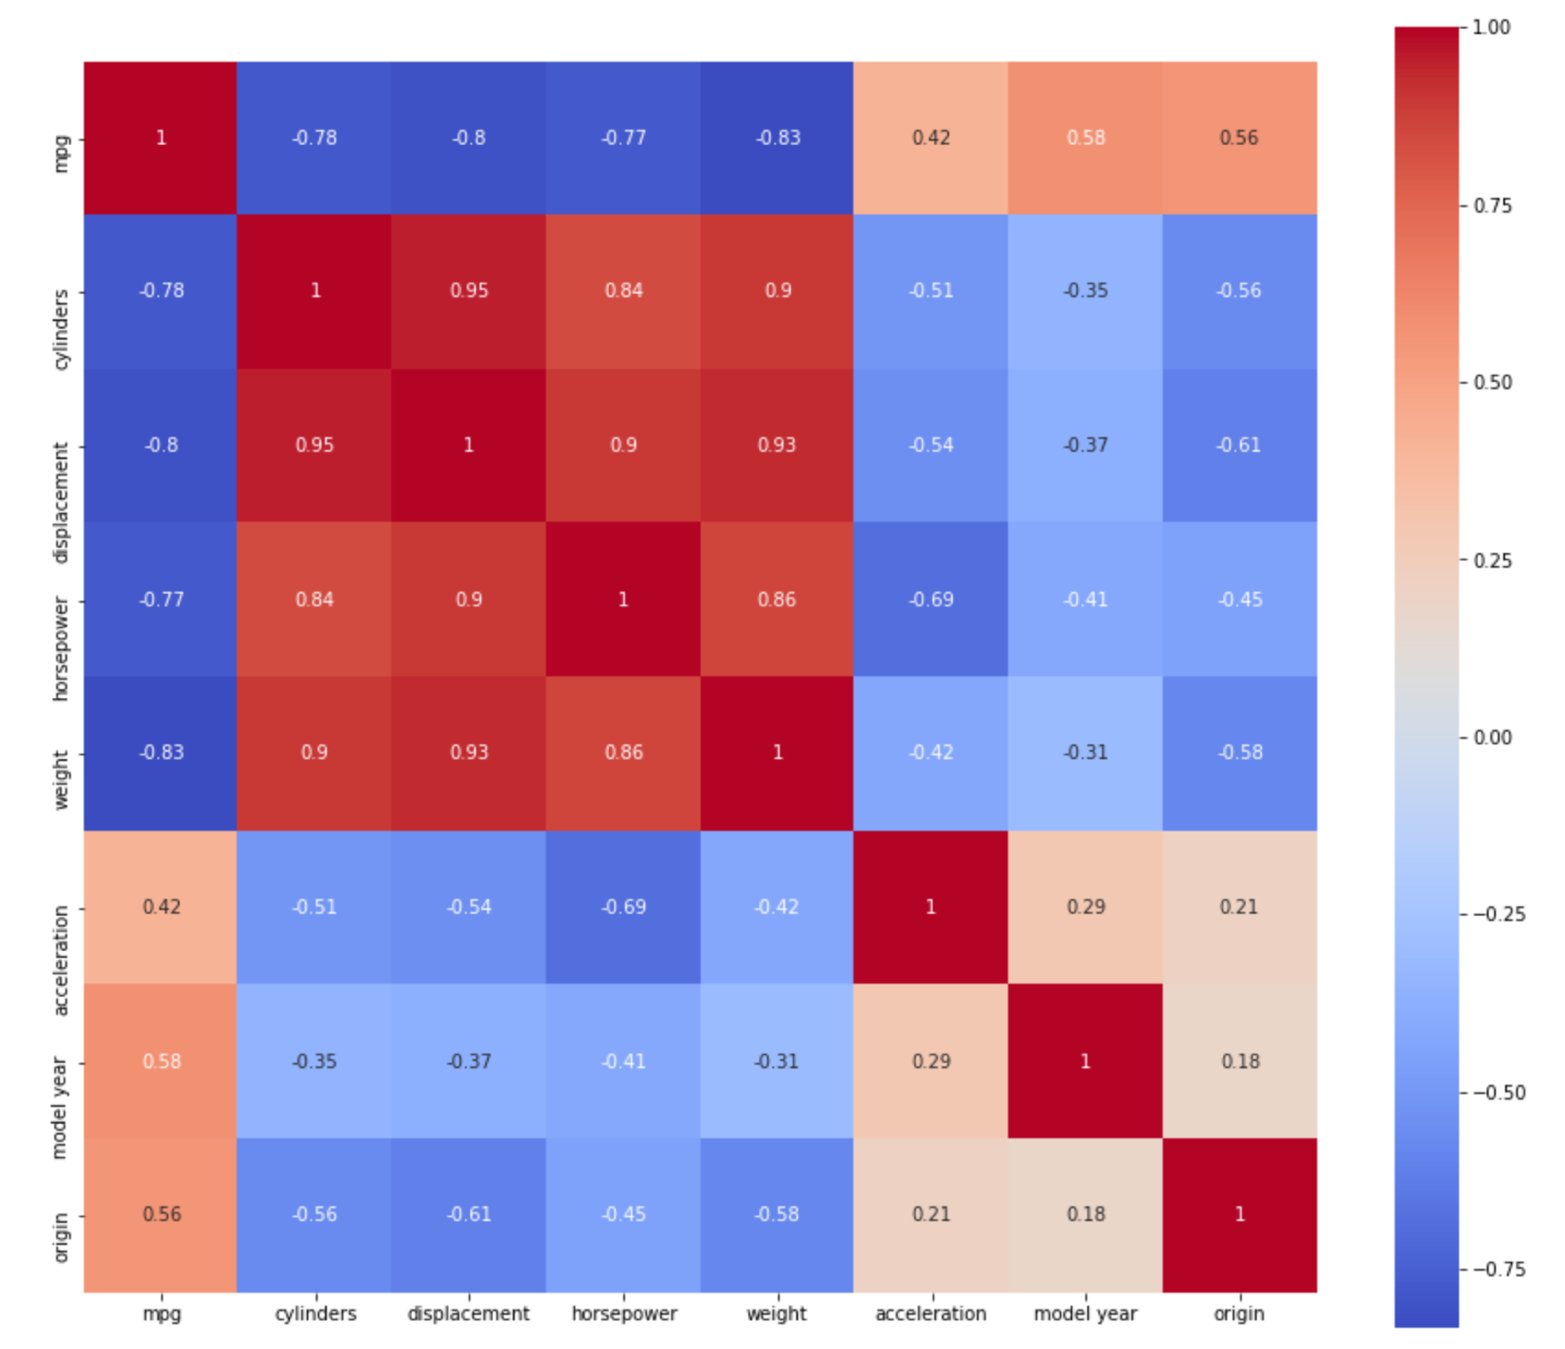 1.00
mpg 1 -0.78 -0.8 -0.77 -0.83 0.42 0.58 0.56
0.75
cylinders -0.78 1 0.95 0.84 0.9 -0.51 -0.35 -0.56
0.50
displacement -0.8 0.95 1 0.9 0.93 -0.54 -0.37 -0.61
0.25
horsepower -0.77 0.84 0.9 1 0.86 -0.69 -0.41 -0.45
0.00
weight -0.83 0.9 0.93 0.86 1 -0.42 -0.31 -0.58
acceleration 0.42 -0.51 -0.54 -0.69 -0.42 1 0.29 0.21
−0.25
model year 0.58 -0.35 -0.37 -0.41 -0.31 0.29 1 0.18
−0.50
origin 0.56 -0.56 -0.61 -0.45 -0.58 0.21 0.18 1
−0.75
mpg cylinders displacement horsepower weight acceleration model year origin